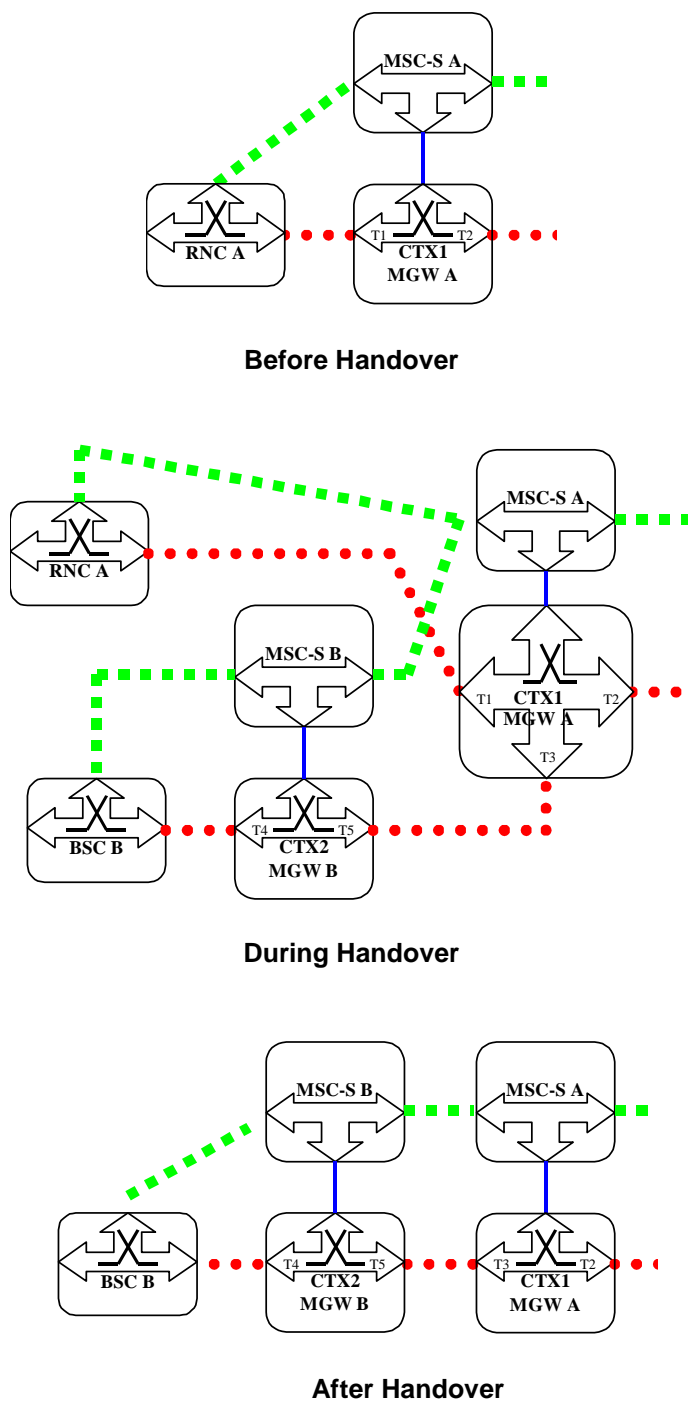 MSC-S A
T1
T2
RNC A
CTX1
MGW A
Before Handover
MSC-S A
RNC A
MSC-S B
T1
CTX1
T2
MGW A
T3
T4
T5
BSC B
CTX2
MGW B
During Handover
MSC-S B
MSC-S A
T4
T5
T3
T2
BSC B
CTX2
CTX1
MGW B
MGW A
After Handover